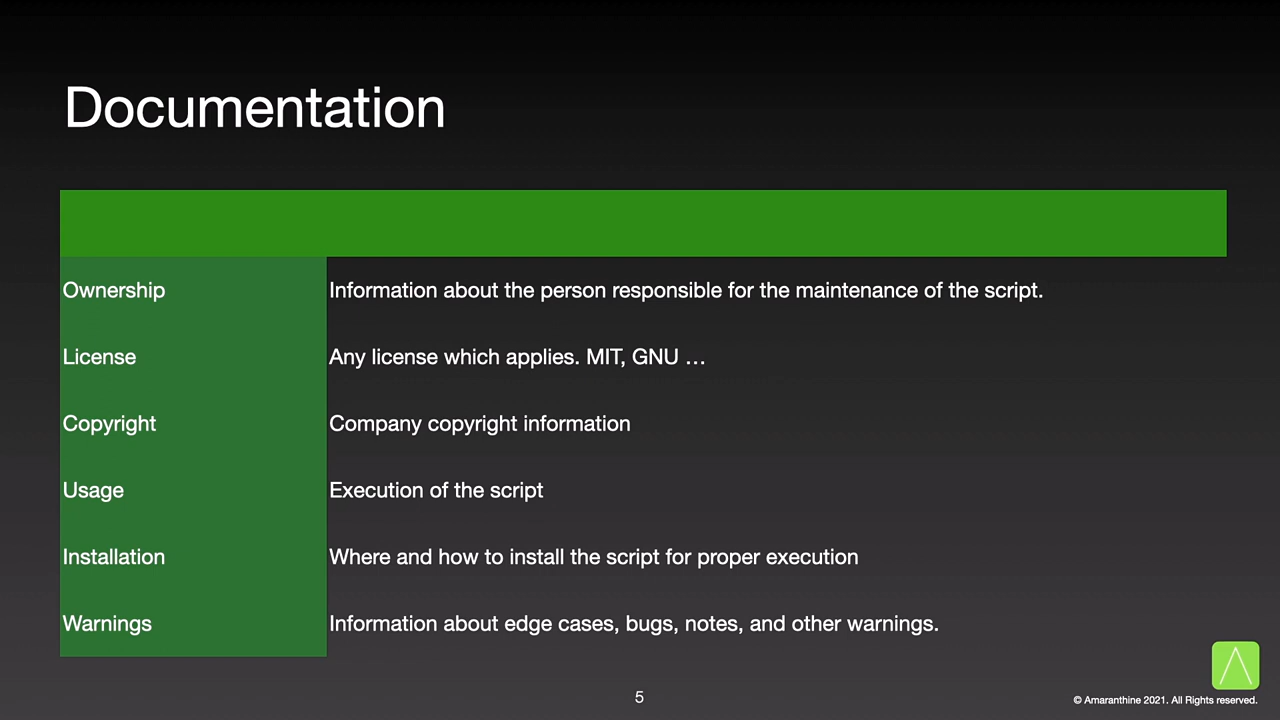 Documentation
Ownership Information about the person responsible for the maintenance of the script.
License Any license which applies. MIT, GNU …
Copyright Company copyright information
Usage Execution of the script
Installation Where and how to install the script for proper execution
Warnings Information about edge cases, bugs, notes, and other warnings.
5
© Amaranthine 2021. All Rights reserved.